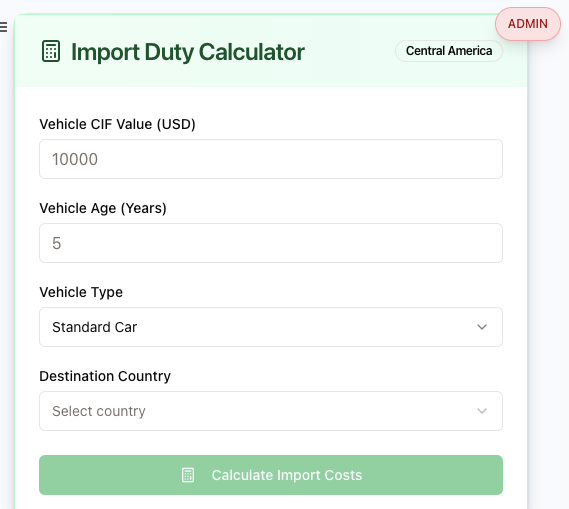 ADMIN
Import Duty Calculator
Central America
Vehicle CIF Value (USD)
10000
Vehicle Age (Years)
5
Vehicle Type
Standard Car
Destination Country
Select country
Calculate Import Costs